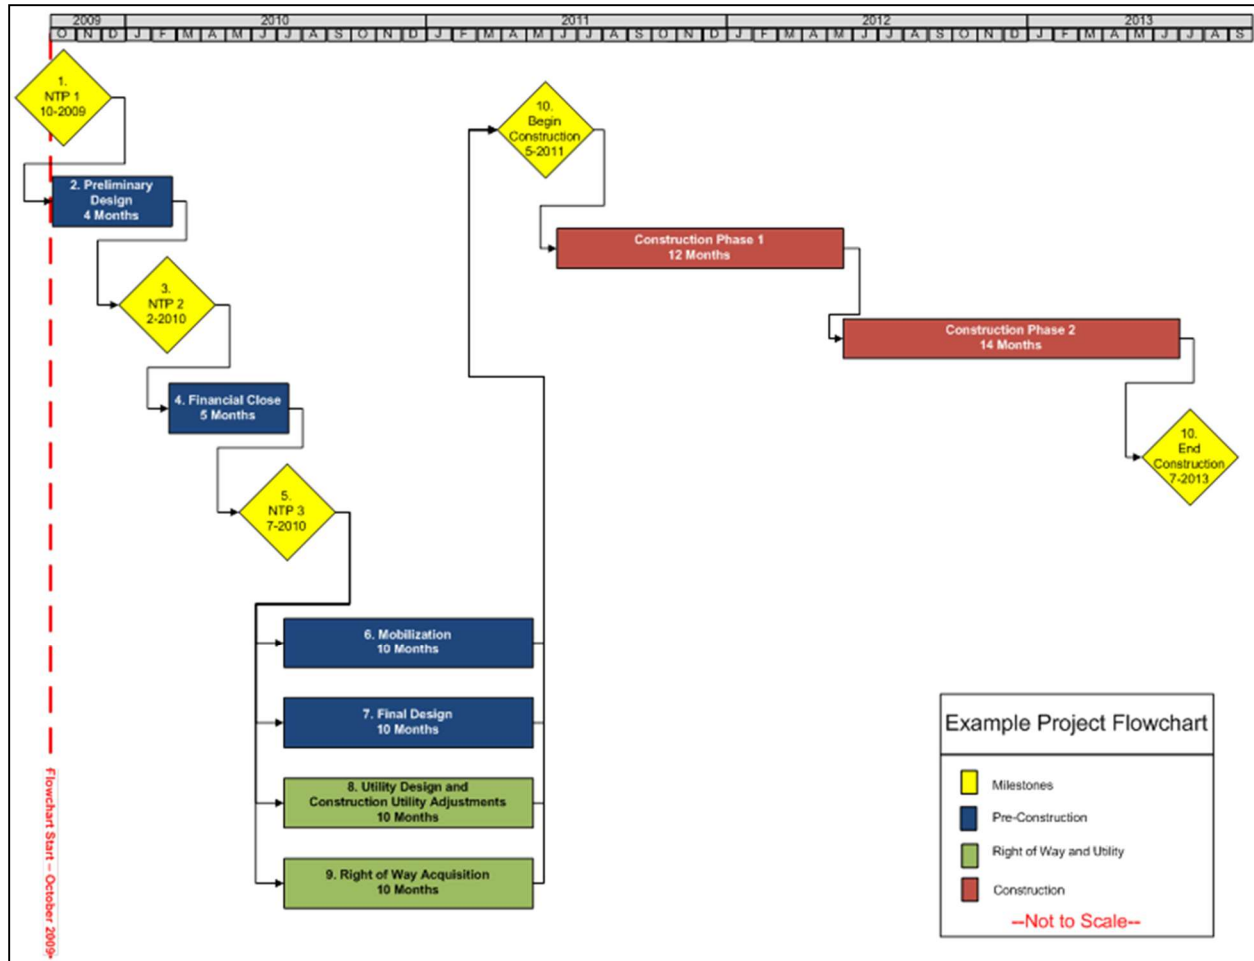 2009 2010 2011 2012 2013
O N D J F M A M J J A S O N D J F M A M J J A S O N D J F M A M J J A S O N D J F M A M J J A S
1.
NTP 1
10-2009
2. Preliminary
Design
4 Months
3.
NTP 2
2-2010
4. Financial Close
5 Months
5.
NTP 3
7-2010
6. Mobilization
10 Months
7. Final Design
10 Months
8. Utility Design and
Construction Utility Adjustments
10 Months
9. Right of Way Acquisition
10 Months
10.
Begin
Construction
5-2011
Construction Phase 1
12 Months
Construction Phase 2
14 Months
10.
End
Construction
7-2013
Flowchart Start – October 2009
Example Project Flowchart
Milestones
Pre-Construction
Right of Way and Utility
Construction
--Not to Scale--